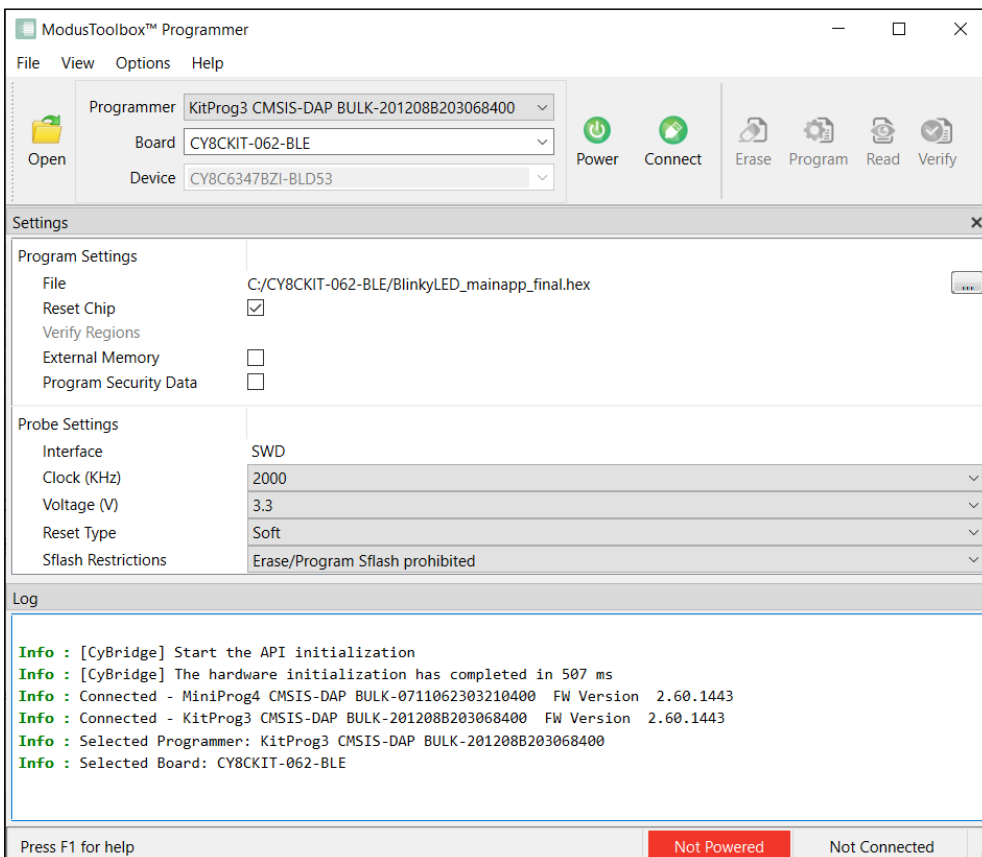 ModusToolbox™ Programmer
File View Options Help
Open
Programmer KitProg3 CMSIS-DAP BULK-201208B203068400
Board CY8CKIT-062-BLE
Device CY8C6347BZI-BLD53
Power Connect Erase Program Read Verify
Settings
Program Settings
File C:/CY8CKIT-062-BLE/BlinkyLED_mainapp_final.hex ...
Reset Chip
Verify Regions
External Memory
Program Security Data
Probe Settings
Interface SWD
Clock (KHz) 2000
Voltage (V) 3.3
Reset Type Soft
Sflash Restrictions Erase/Program Sflash prohibited
Log
Info : [CyBridge] Start the API initialization
Info : [CyBridge] The hardware initialization has completed in 507 ms
Info : Connected - MiniProg4 CMSIS-DAP BULK-0711062303210400 FW Version 2.60.1443
Info : Connected - KitProg3 CMSIS-DAP BULK-201208B203068400 FW Version 2.60.1443
Info : Selected Programmer: KitProg3 CMSIS-DAP BULK-201208B203068400
Info : Selected Board: CY8CKIT-062-BLE
Press F1 for help Not Powered Not Connected